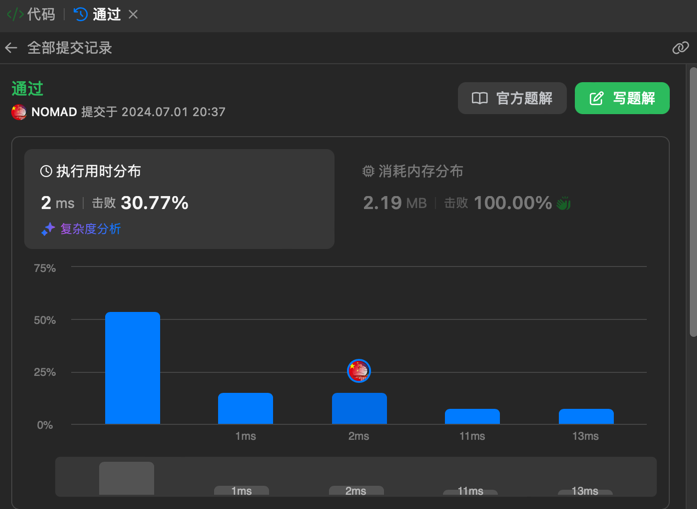 代码 通过
全部提交记录
通过
NOMAD 提交于 2024.07.01 20:37
官方题解 写题解
执行用时分布
2 ms 击败 30.77%
复杂度分析
消耗内存分布
2.19 MB 击败 100.00%
75%
50%
25%
0%
1ms 2ms 11ms 13ms
1ms 2ms 11ms 13ms